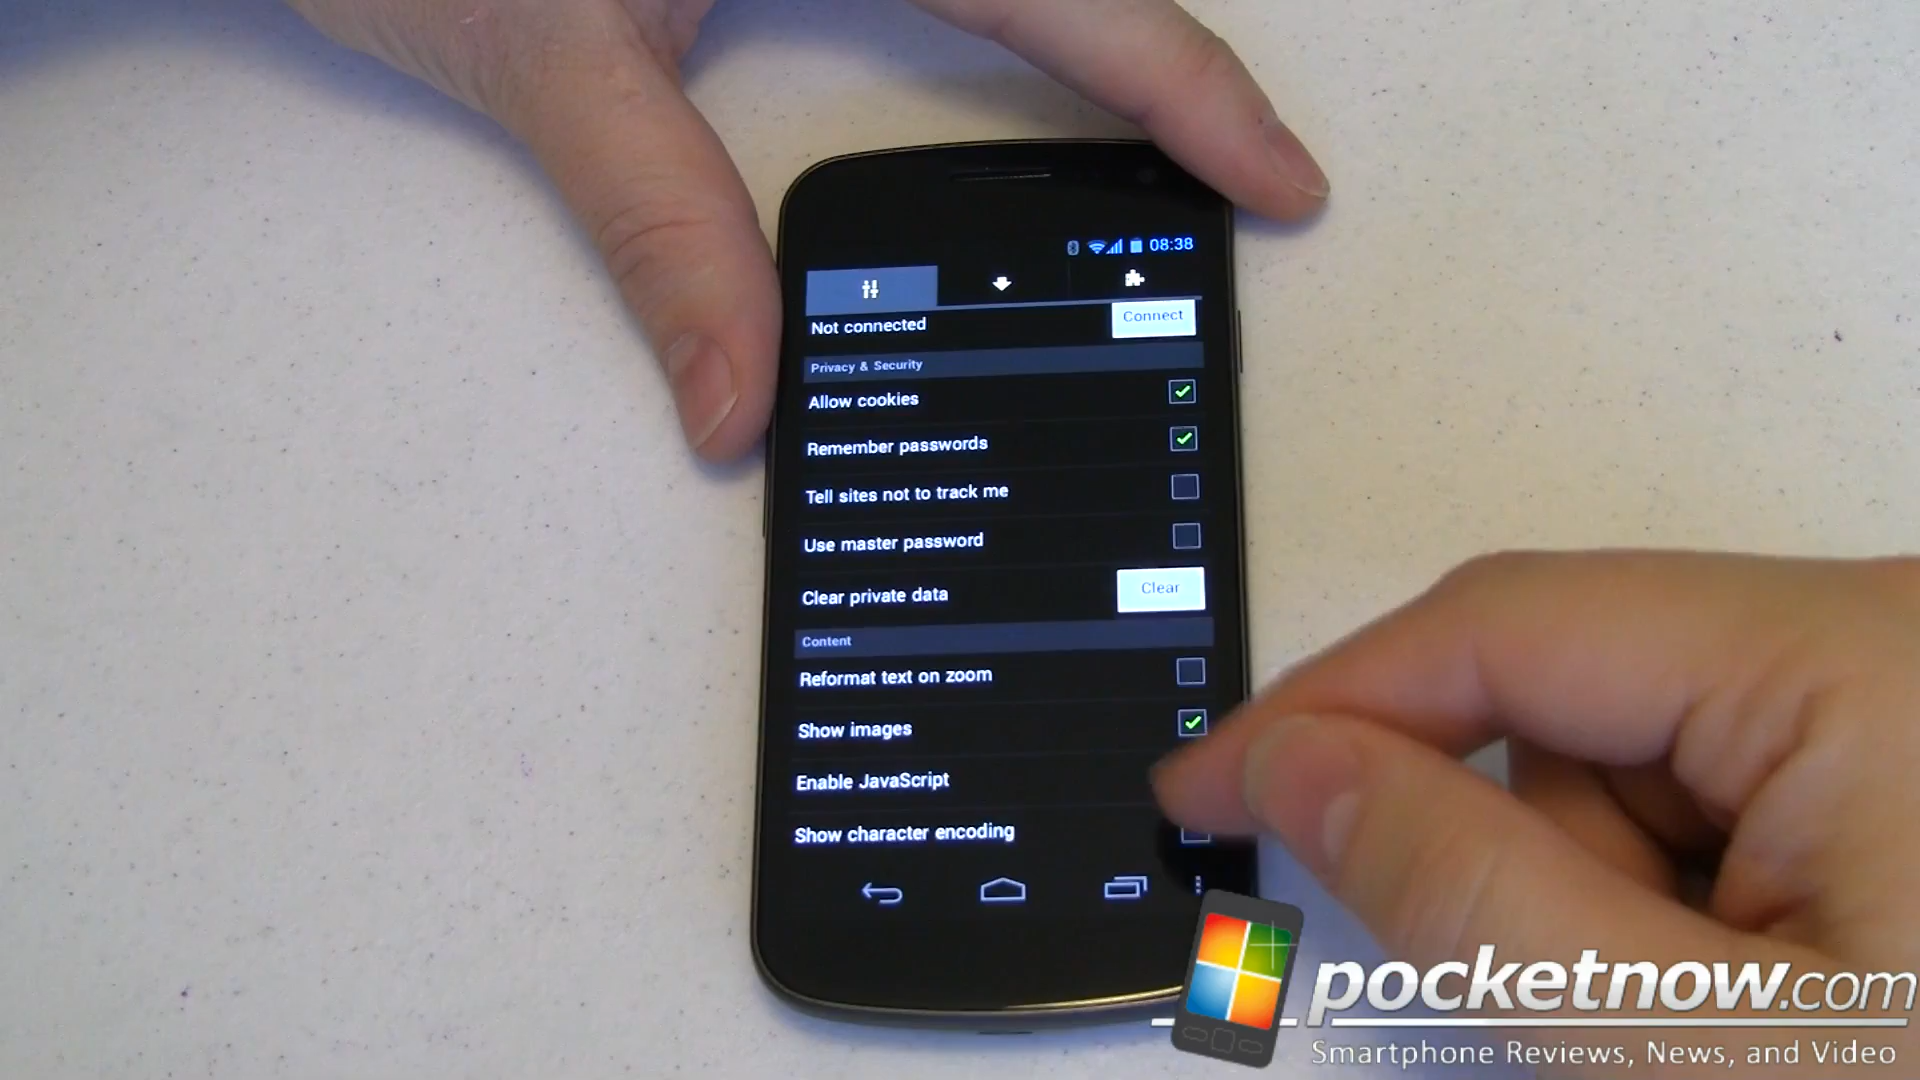 08:38
Not connected
Connect
Privacy & Security
Allow cookies
Remember passwords
Tell sites not to track me
Use master password
Clear private data
Clear
Content
Reformat text on zoom
Show images
Enable JavaScript
Show character encoding
pocketnow.com
Smartphone Reviews, News, and Video